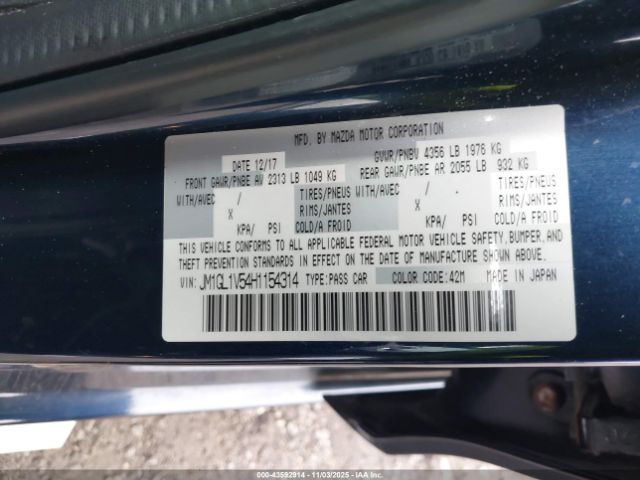 MFD. BY MAZDA MOTOR CORPORATION
DATE 12/17 GVWR/PNBV 4356 LB 1976 KG
FRONT GAWR/PNBE AV 2313 LB 1049 KG REAR GAWR/PNBE AR 2055 LB 932 KG
WITH/AVEC / TIRES/PNEUS WITH/AVEC / TIRES/PNEUS
X RIMS/JANTES X RIMS/JANTES
KPA/ PSI COLD/A FROID KPA/ PSI COLD/A FROID
THIS VEHICLE CONFORMS TO ALL APPLICABLE FEDERAL MOTOR VEHICLE SAFETY, BUMPER, AND
THEFT PREVENTION STANDARDS IN EFFECT ON THE DATE OF MANUFACTURE SHOWN ABOVE.
VIN: JM1GL1V54H1154314 TYPE: PASS CAR COLOR CODE: 42M MADE IN JAPAN
000-43592914 - 11/03/2025 - COPART